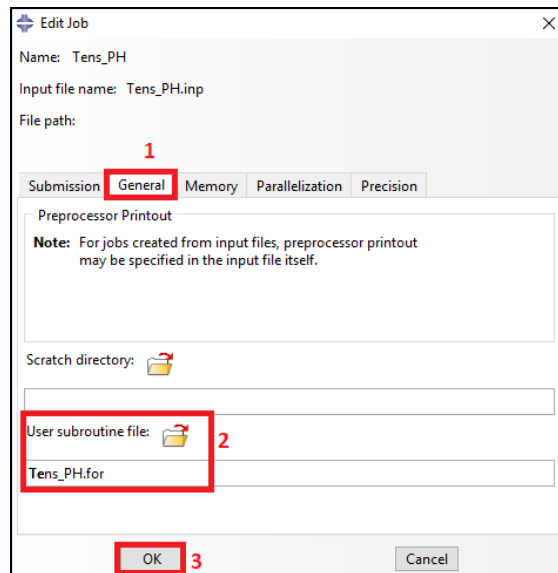 Edit Job
Name: Tens_PH
Input file name: Tens_PH.inp
File path:
1
Submission General Memory Parallelization Precision
Preprocessor Printout
Note: For jobs created from input files, preprocessor printout
may be specified in the input file itself.
Scratch directory:
User subroutine file:
2
Tens_PH.for
OK 3 Cancel